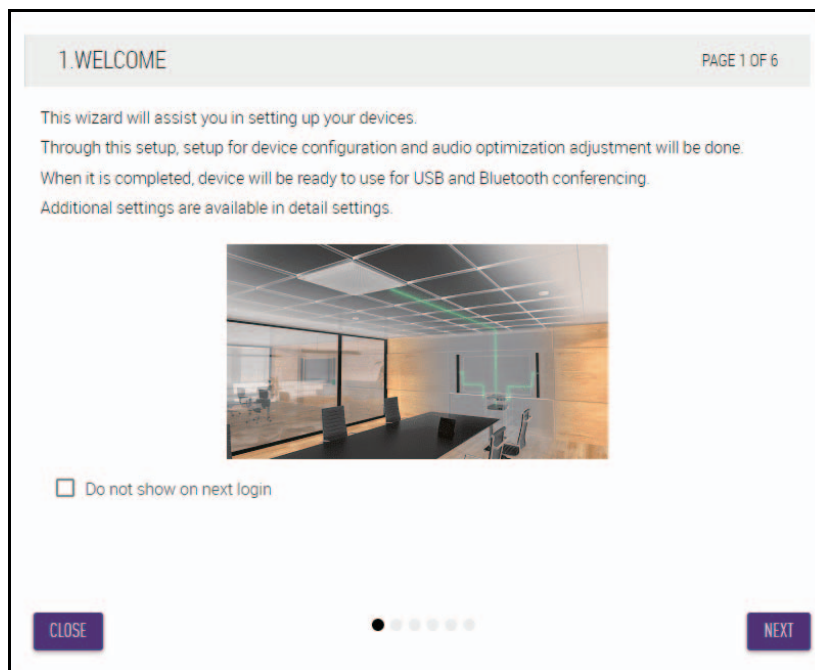 1.WELCOME
PAGE 1 OF 6
This wizard will assist you in setting up your devices.
Through this setup, setup for device configuration and audio optimization adjustment will be done.
When it is completed, device will be ready to use for USB and Bluetooth conferencing.
Additional settings are available in detail settings.
Do not show on next login
CLOSE
NEXT